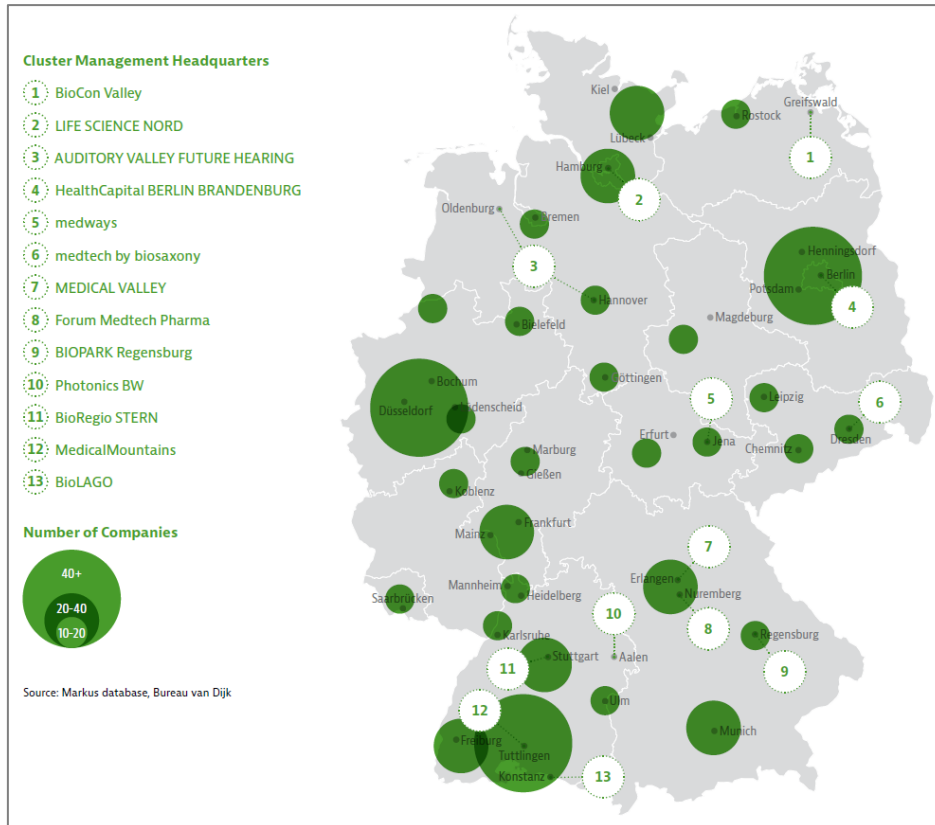 Cluster Management Headquarters
1 BioCon Valley
2 LIFE SCIENCE NORD
3 AUDITORY VALLEY FUTURE HEARING
4 HealthCapital BERLIN BRANDENBURG
5 medways
6 medtech by biosaxony
7 MEDICAL VALLEY
8 Forum Medtech Pharma
9 BIOPARK Regensburg
10 Photonics BW
11 BioRegio STERN
12 MedicalMountains
13 BioLAGO
Number of Companies
40+
20-40
10-20
Source: Markus database, Bureau van Dijk
Kiel
Greifswald
Rostock
Lübeck
1
Hamburg
2
Oldenburg
Bremen
Henningsdorf
3
Berlin
Potsdam
Hannover
4
Magdeburg
Bielefeld
Bochum
Göttingen
5
Leipzig
6
Düsseldorf
Lüdenscheid
Erfurt
Jena
Dresden
Chemnitz
Marburg
Gießen
Koblenz
Frankfurt
Mainz
7
Mannheim
Erlangen
Heidelberg
Nuremberg
Saarbrücken
10
8
Karlsruhe
Regensburg
Stuttgart
Aalen
11
9
Ulm
12
Freiburg
Munich
Tuttlingen
Konstanz
13